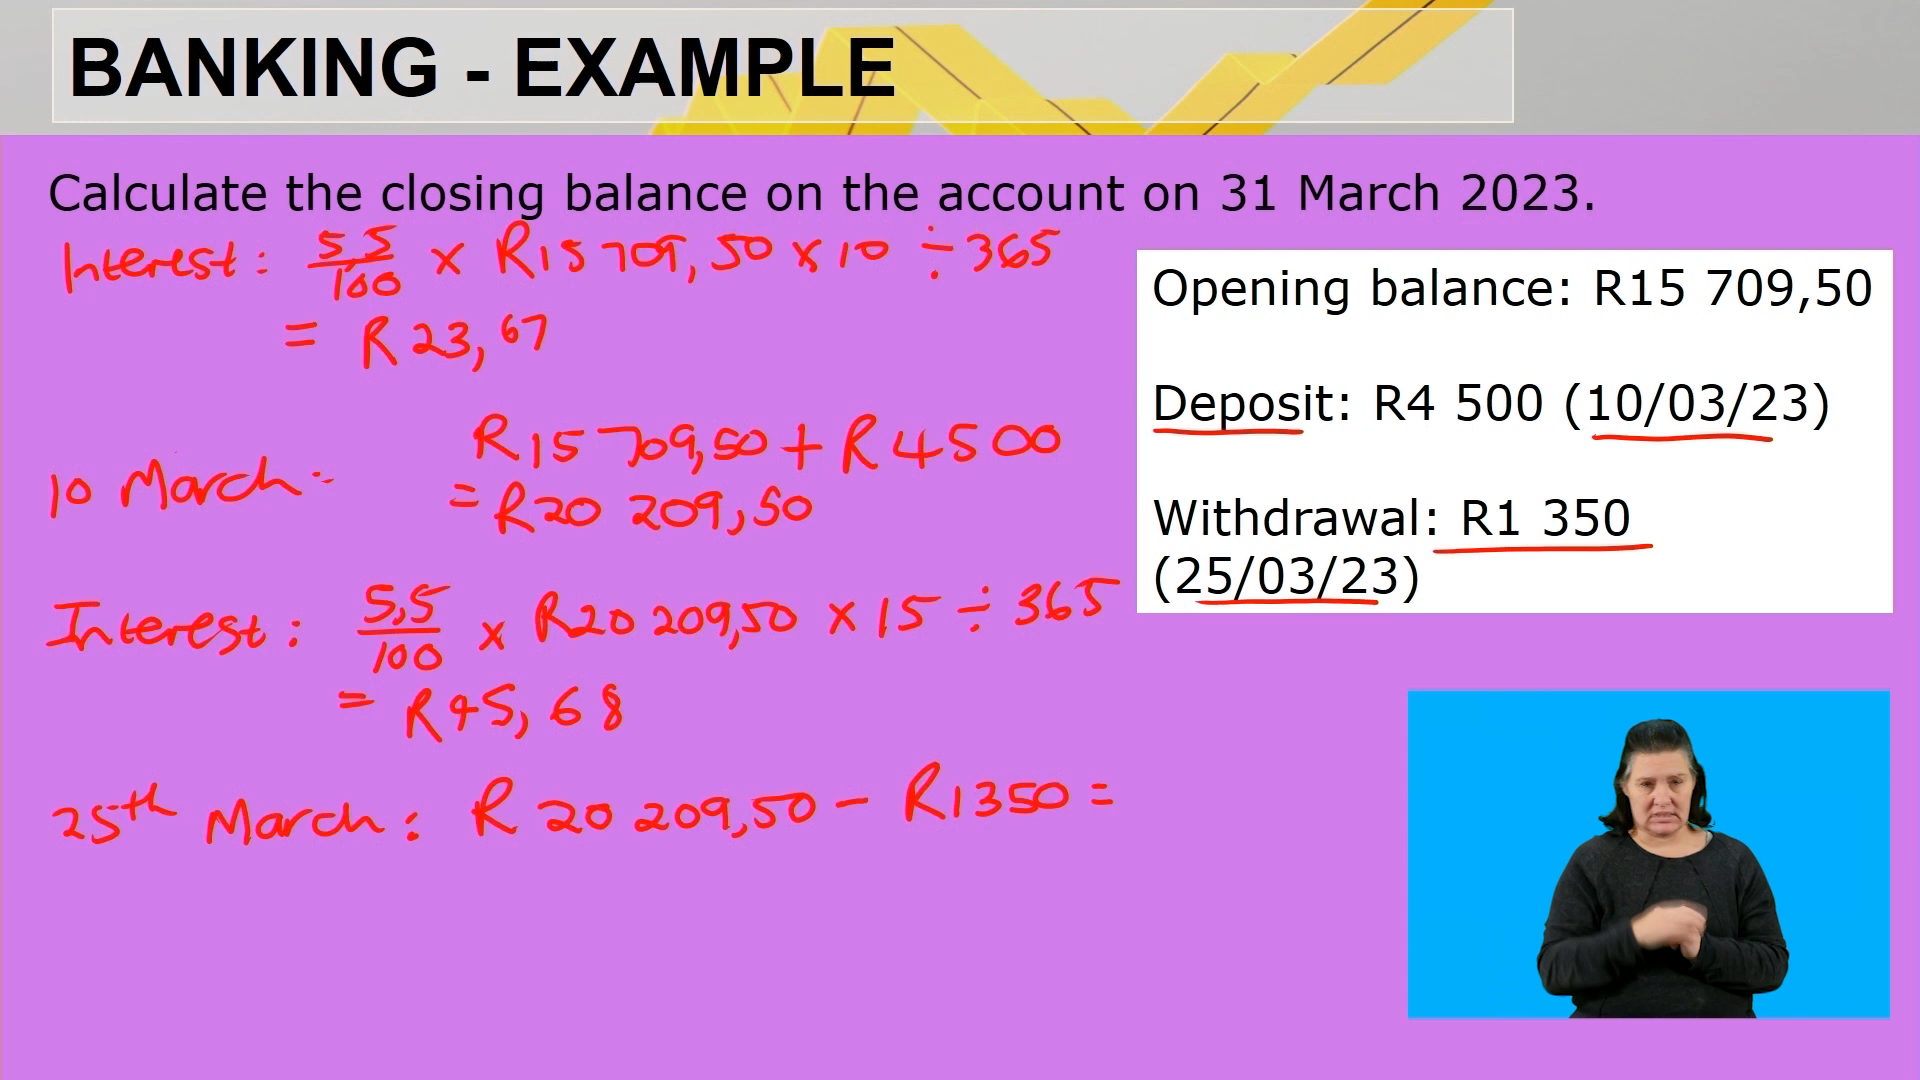 BANKING - EXAMPLE
Calculate the closing balance on the account on 31 March 2023.
Interest: 5,5/100 × R15 709,50 × 10 ÷ 365
= R23,67
10 March: R15 709,50 + R4500
= R20 209,50
Interest: 5,5/100 × R20 209,50 × 15 ÷ 365
= R45,68
25th March: R20 209,50 - R1350 =
Opening balance: R15 709,50
Deposit: R4 500 (10/03/23)
Withdrawal: R1 350
(25/03/23)